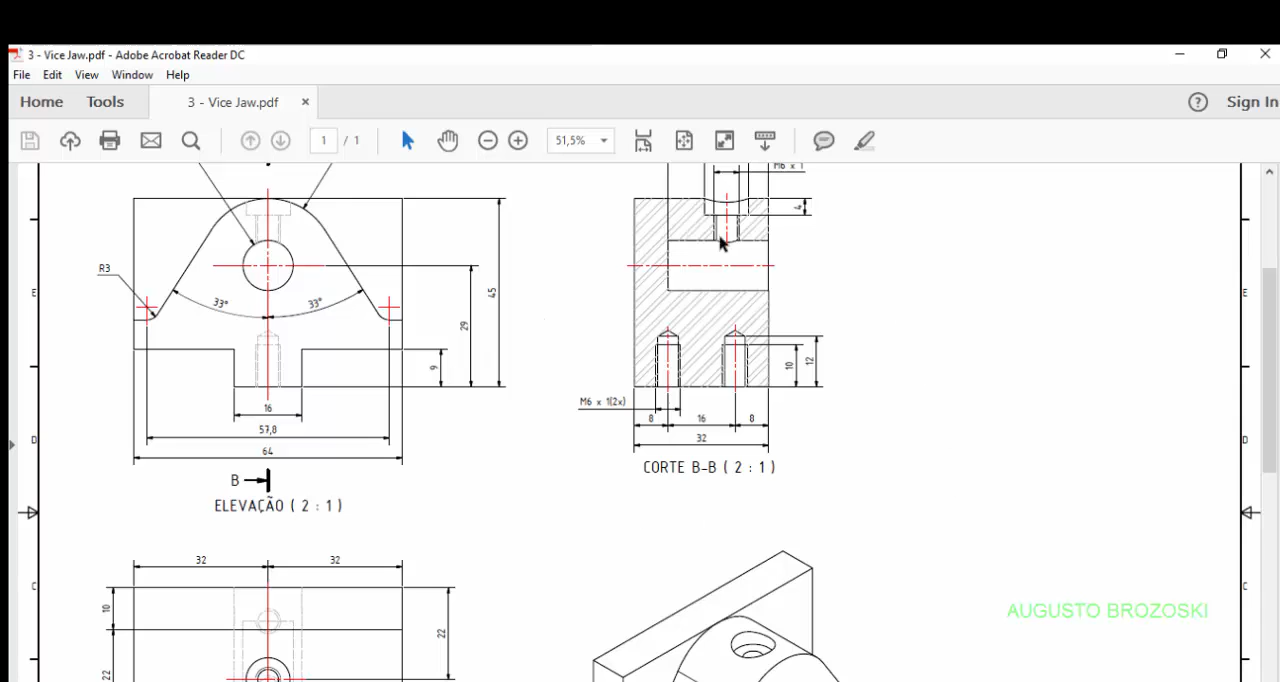 3 - Vice Jaw.pdf - Adobe Acrobat Reader DC
File Edit View Window Help
Home Tools 3 - Vice Jaw.pdf × ? Sign In
1 / 1 51,5%
M6 x 1
4
R3
33° 33°
45
29
9
16
57,8
64
B
ELEVAÇÃO ( 2 : 1 )
10
12
M6 x 1(2x)
8 16 8
32
CORTE B-B ( 2 : 1 )
E E
D D
C C
32 32
10
22
22
AUGUSTO BROZOSKI